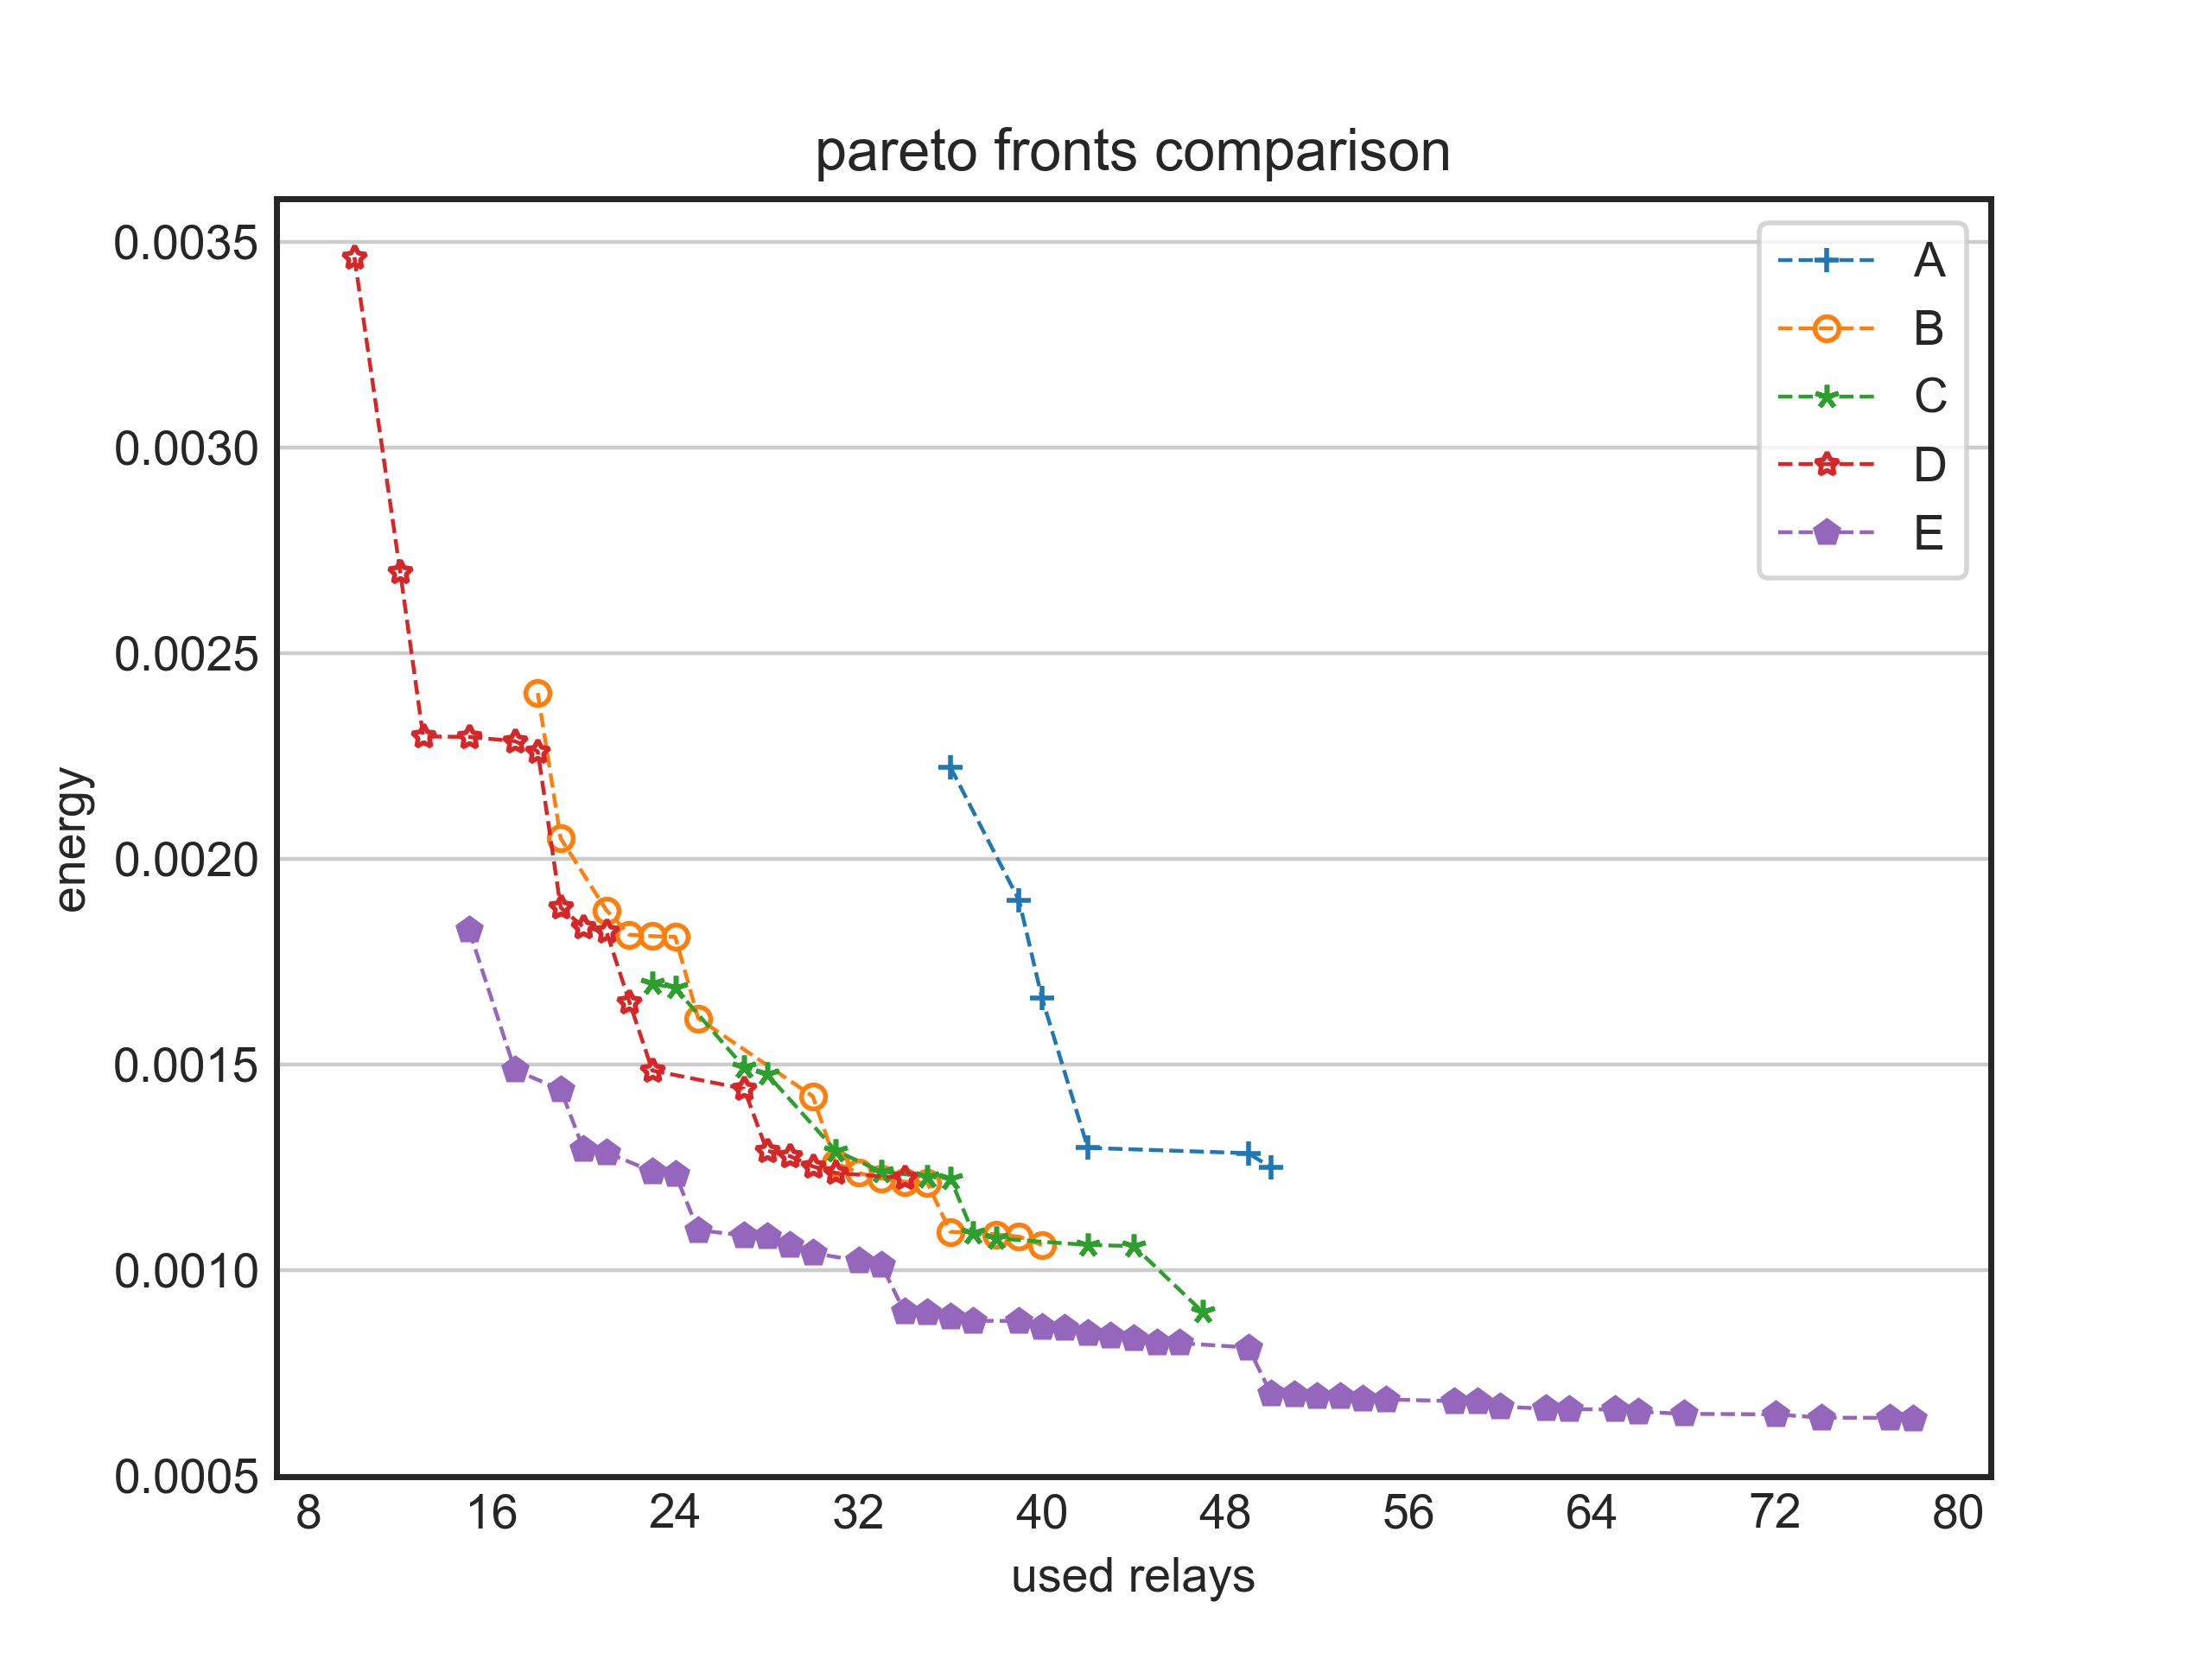 pareto fronts comparison
0.0035
0.0030
0.0025
0.0020
0.0015
0.0010
0.0005
energy
8 16 24 32 40 48 56 64 72 80
used relays
A
B
C
D
E